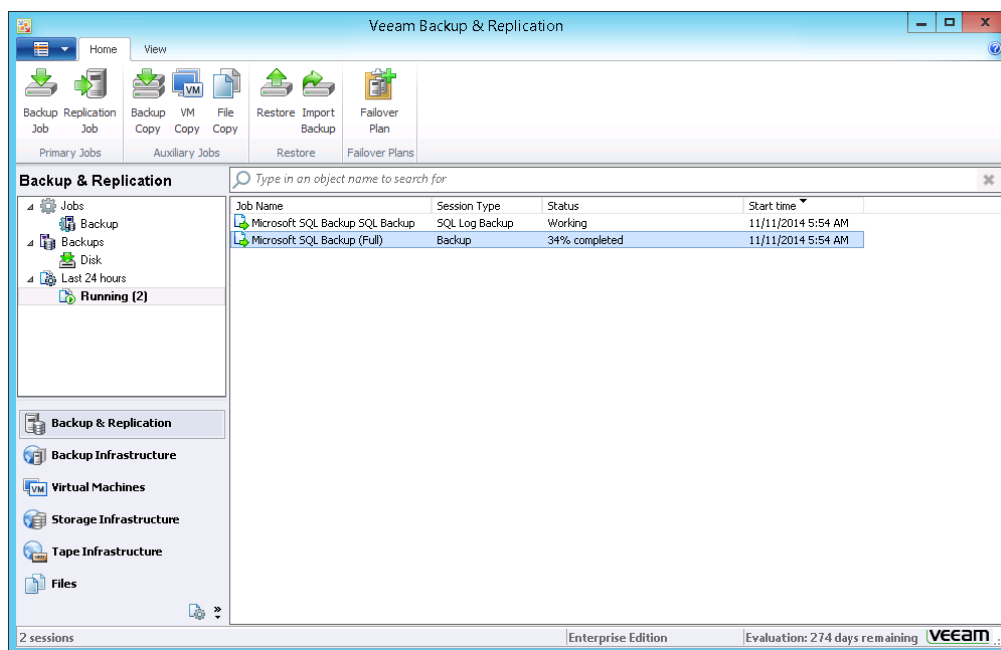 Veeam Backup & Replication
Home View
Backup Job
Replication Job
Backup Copy
VM Copy
File Copy
Restore
Import Backup
Failover Plan
Primary Jobs
Auxiliary Jobs
Restore
Failover Plans
Backup & Replication
Type in an object name to search for
Jobs
Backup
Backups
Disk
Last 24 hours
Running (2)
Job Name Session Type Status Start time
Microsoft SQL Backup SQL Backup SQL Log Backup Working 11/11/2014 5:54 AM
Microsoft SQL Backup (Full) Backup 34% completed 11/11/2014 5:54 AM
Backup & Replication
Backup Infrastructure
VM
Virtual Machines
Storage Infrastructure
Tape Infrastructure
Files
2 sessions
Enterprise Edition
Evaluation: 274 days remaining
veeam